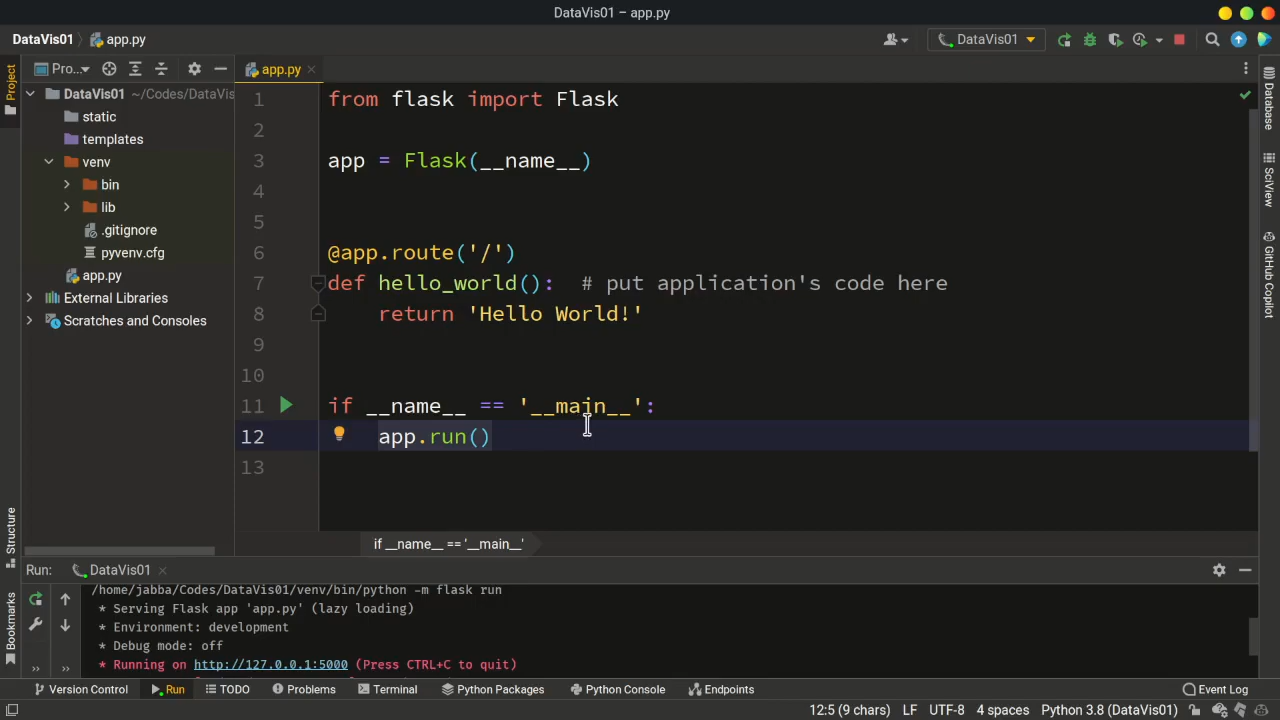 DataVis01 – app.py
DataVis01 app.py DataVis01
Project
Pro... app.py
DataVis01 ~/Codes/DataVis
static
templates
venv
bin
lib
.gitignore
pyvenv.cfg
app.py
External Libraries
Scratches and Consoles
1 from flask import Flask
2
3 app = Flask(__name__)
4
5
6 @app.route('/')
7 def hello_world():  # put application's code here
8 return 'Hello World!'
9
10
11 if __name__ == '__main__':
12 app.run()
13
if __name__ == '__main__'
Database
SciView
GitHub Copilot
Structure
Bookmarks
Run: DataVis01
/home/jabba/Codes/DataVis01/venv/bin/python -m flask run
* Serving Flask app 'app.py' (lazy loading)
* Environment: development
* Debug mode: off
* Running on http://127.0.0.1:5000 (Press CTRL+C to quit)
Version Control Run TODO Problems Terminal Python Packages Python Console Endpoints Event Log
12:5 (9 chars) LF UTF-8 4 spaces Python 3.8 (DataVis01)